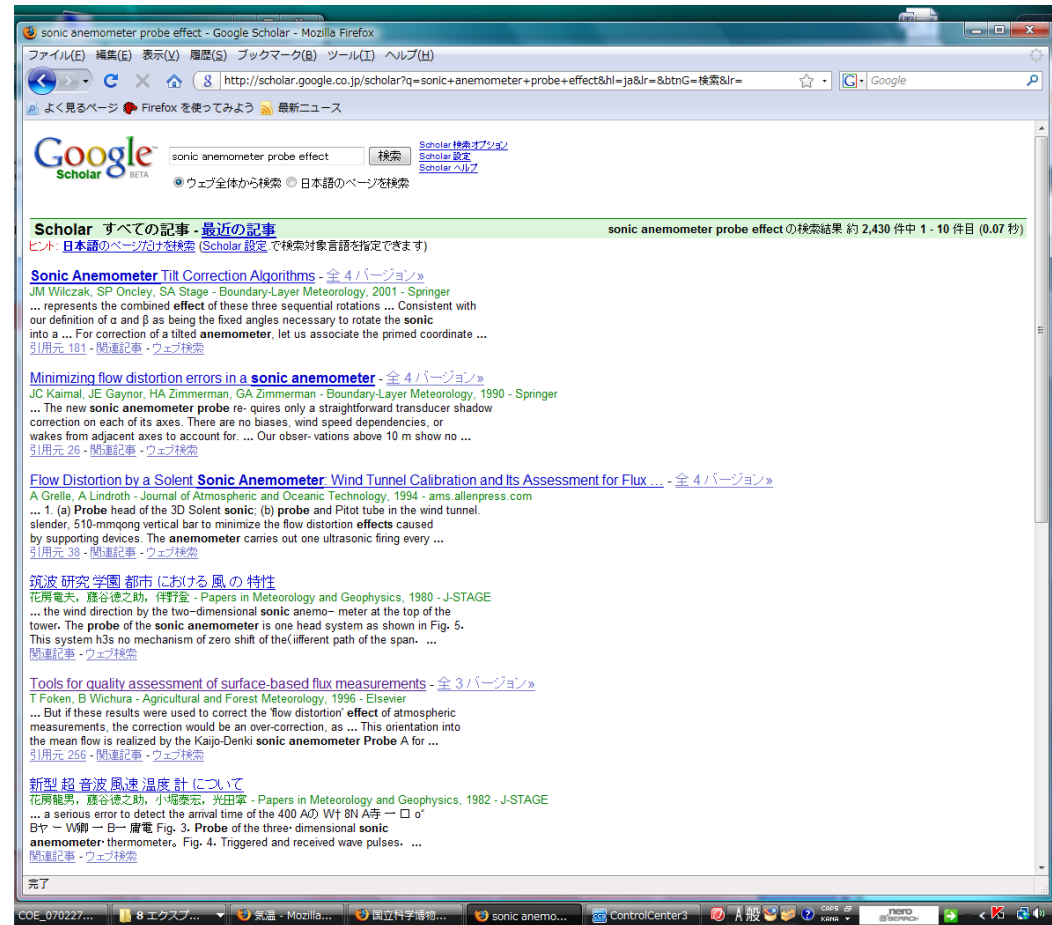 sonic anemometer probe effect - Google Scholar - Mozilla Firefox
ファイル(F) 編集(E) 表示(V) 履歴(S) ブックマーク(B) ツール(T) ヘルプ(H)
http://scholar.google.co.jp/scholar?q=sonic+anemometer+probe+effect&hl=ja&lr=&btnG=検索&lr=
Google
よく見るページ Firefox を使ってみよう 最新ニュース
Google Scholar BETA
sonic anemometer probe effect 検索
Scholar 検索オプション
Scholar 設定
Scholar ヘルプ
ウェブ全体から検索 日本語のページを検索
Scholar すべての記事 - 最近の記事 sonic anemometer probe effect の検索結果 約 2,430 件中 1 - 10 件目 (0.07 秒)
ヒント: 日本語のページだけを検索 (Scholar 設定.で検索対象言語を指定できます)
Sonic Anemometer Tilt Correction Algorithms - 全 4 バージョン»
JM Wilczak, SP Oncley, SA Stage - Boundary-Layer Meteorology, 2001 - Springer
... represents the combined effect of these three sequential rotations ... Consistent with
our definition of α and β as being the fixed angles necessary to rotate the sonic
into a ... For correction of a tilted anemometer, let us associate the primed coordinate ...
引用元 181 - 関連記事 - ウェブ検索
Minimizing flow distortion errors in a sonic anemometer - 全 4 バージョン»
JC Kaimal, JE Gaynor, HA Zimmerman, GA Zimmerman - Boundary-Layer Meteorology, 1990 - Springer
... The new sonic anemometer probe re- quires only a straightforward transducer shadow
correction on each of its axes. There are no biases, wind speed dependencies, or
wakes from adjacent axes to account for. ... Our obser- vations above 10 m show no ...
引用元 26 - 関連記事 - ウェブ検索
Flow Distortion by a Solent Sonic Anemometer: Wind Tunnel Calibration and Its Assessment for Flux ... - 全 4 バージョン»
A Grelle, A Lindroth - Journal of Atmospheric and Oceanic Technology, 1994 - ams.allenpress.com
... 1. (a) Probe head of the 3D Solent sonic; (b) probe and Pitot tube in the wind tunnel.
slender, 510-mmqong vertical bar to minimize the flow distortion effects caused
by supporting devices. The anemometer carries out one ultrasonic firing every ...
引用元 38 - 関連記事 - ウェブ検索
筑波 研究 学園 都市 における 風 の 特性
花房竜夫, 藤谷徳之助, 伴野登 - Papers in Meteorology and Geophysics, 1980 - J-STAGE
... the wind direction by the two–dimensional sonic anemo– meter at the top of the
tower. The probe of the sonic anemometer is one head system as shown in Fig. 5.
This system h3s no mechanism of zero shift of the(iifferent path of the span. ...
関連記事 - ウェブ検索
Tools for quality assessment of surface-based flux measurements - 全 3 バージョン»
T Foken, B Wichura - Agricultural and Forest Meteorology, 1996 - Elsevier
... But if these results were used to correct the 'flow distortion' effect of atmospheric
measurements, the correction would be an over-correction, as ... This orientation into
the mean flow is realized by the Kaijo-Denki sonic anemometer Probe A for ...
引用元 256 - 関連記事 - ウェブ検索
新型 超 音波 風速 温度 計 について
花房龍男, 藤谷徳之助, 小堀泰宏, 光田寧 - Papers in Meteorology and Geophysics, 1982 - J-STAGE
... a serious error to detect the arrival time of the 400 Aの W† 8N A寺 一 口 o°
Bヤ ー W卿 一 B一 庸電 Fig. 3. Probe of the three· dimensional sonic
anemometer· thermometer。 Fig. 4. Triggered and received wave pulses. ...
関連記事 - ウェブ検索
完了
COE_070227... 8 エクスプ... 気温 - Mozilla... 国立科学博物... sonic anemo... ControlCenter3 A 般 CAPS KANA nero SEARCH